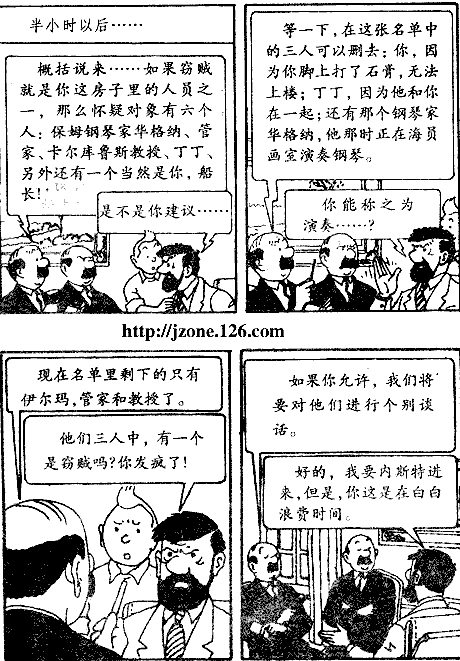 半小时以后……
概括说来……如果窃贼
就是你这房子里的人员之
一，那么怀疑对象有六个
人：保姆钢琴家华格纳、管
家、卡尔库鲁斯教授、丁丁、
另外还有一个当然是你，船
长！
是不是你建议……
等一下，在这张名单中
的三人可以删去；你，因
为你脚上打了石膏，无法
上楼；丁丁，因为他和你
在一起；还有那个钢琴家
华格纳，他那时正在海员
画室演奏钢琴。
你能称之为
演奏……？
http://jzone.126.com
现在名单里剩下的只有
伊尔玛，管家和教授了。
他们三人中，有一个
是窃贼吗？你发疯了！
如果你允许，我们将
要对他们进行个别谈
话。
好的，我要内斯特进
来，但是，你这是在白白
浪费时间。